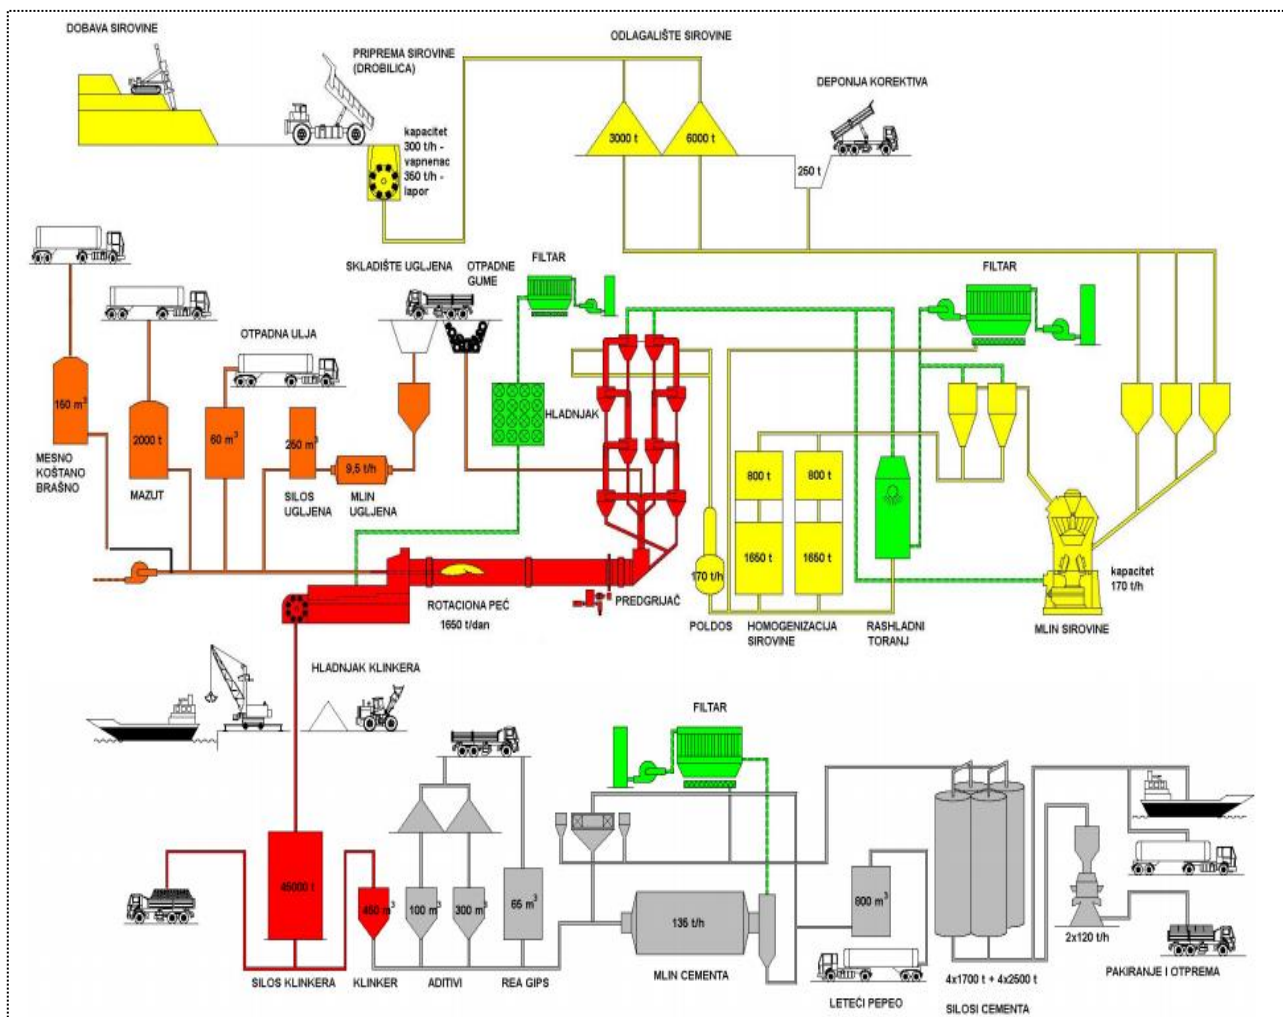 DOBAVA SIROVINE
PRIPREMA SIROVINE
(DROBILICA)
ODLAGALIŠTE SIROVINE
DEPONIJA KOREKTIVA
kapacitet
300 t/h -
vapnenac
350 t/h -
lapor
3000 t
6000 t
250 t
SKLADIŠTE UGLJENA
OTPADNE
GUME
FILTAR
FILTAR
OTPADNA ULJA
160 m³
2000 t
60 m³
250 m³
9,5 t/h
HLADNJAK
MESNO
KOŠTANO
BRAŠNO
MAZUT
SILOS
UGLJENA
MLIN
UGLJENA
800 t
800 t
1650 t
1650 t
170 t/h
kapacitet
170 t/h
ROTACIONA PEĆ
1650 t/dan
PREDGRIJAČ
POLDOS
HOMOGENIZACIJA
SIROVINE
RASHLADNI
TORANJ
MLIN SIROVINE
HLADNJAK KLINKERA
FILTAR
45000 t
450 m³
100 m³
300 m³
65 m³
135 t/h
800 m³
2x120 t/h
SILOS KLINKERA
KLINKER
ADITIVI
REA GIPS
MLIN CEMENTA
LETEĆI PEPEO
4x1700 t + 4x2500 t
SILOSI CEMENTA
PAKIRANJE I OTPREMA